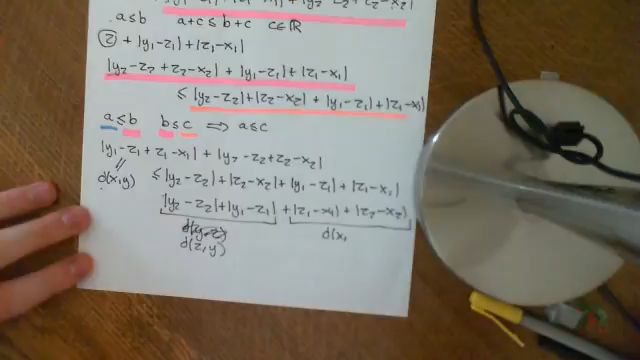 a ≤ b   a+c ≤ b+c   c∈ℝ
② + |y₁-z₁| + |z₁-x₁|
|y₂-z₂ + z₂-x₂| + |y₁-z₁| + |z₁-x₁|
≤ |y₂-z₂| + |z₂-x₂| + |y₁-z₁| + |z₁-x₁|
a ≤ b   b ≤ c   ⟹ a ≤ c
|y₁-z₁ + z₁-x₁| + |y₂-z₂+z₂-x₂|
d(x,y)   ≤ |y₂-z₂| + |z₂-x₂| + |y₁-z₁| + |z₁-x₁|
|y₂-z₂| + |y₁-z₁| + |z₁-x₁| + |z₂-x₂|
d(z,y)   d(x,